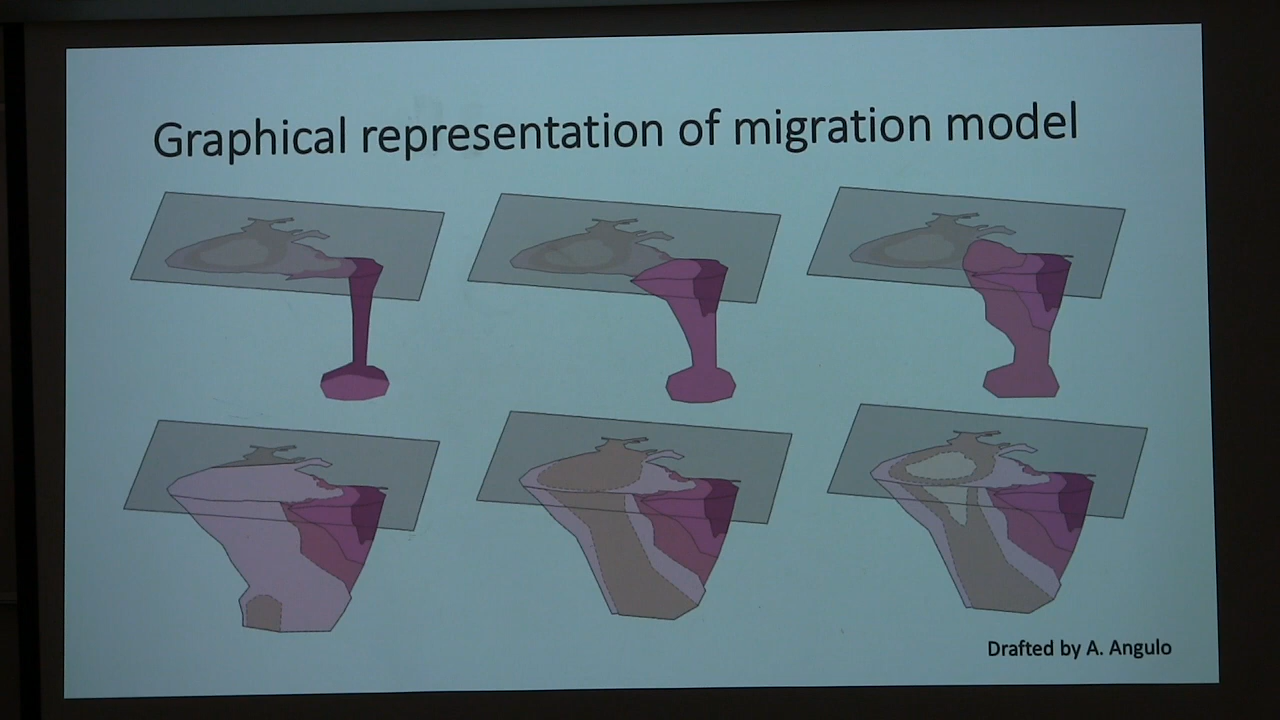 Graphical representation of migration model
Drafted by A. Angulo